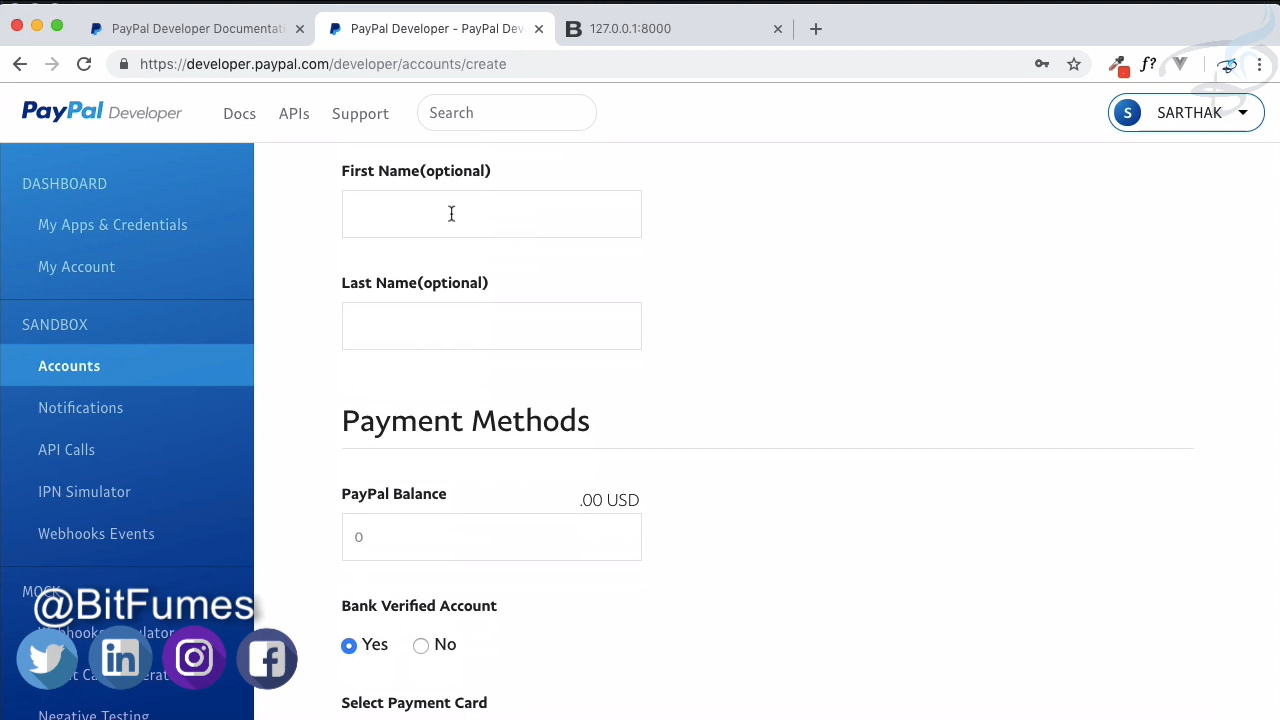 PayPal Developer Documentati
PayPal Developer - PayPal Dev
127.0.0.1:8000
https://developer.paypal.com/developer/accounts/create
f?
PayPal Developer
Docs
APIs
Support
Search
S
SARTHAK
DASHBOARD
My Apps & Credentials
My Account
SANDBOX
Accounts
Notifications
API Calls
IPN Simulator
Webhooks Events
MOCK
@BitFumes
Negative Testing
First Name(optional)
Last Name(optional)
Payment Methods
PayPal Balance
.00 USD
0
Bank Verified Account
Yes
No
Select Payment Card